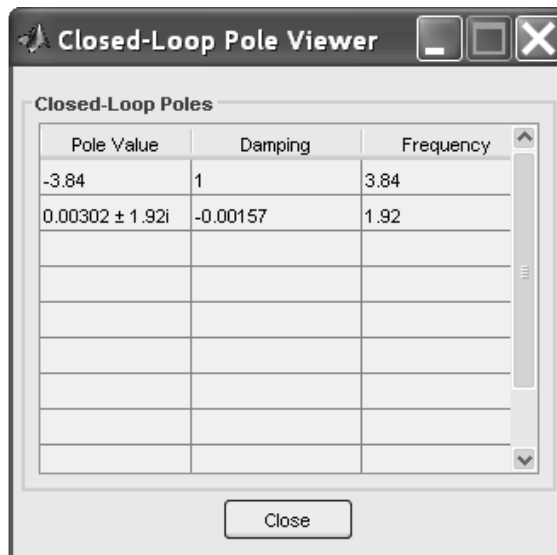 Closed-Loop Pole Viewer
Closed-Loop Poles
Pole Value Damping Frequency
-3.84 1 3.84
0.00302 ± 1.92i -0.00157 1.92
Close